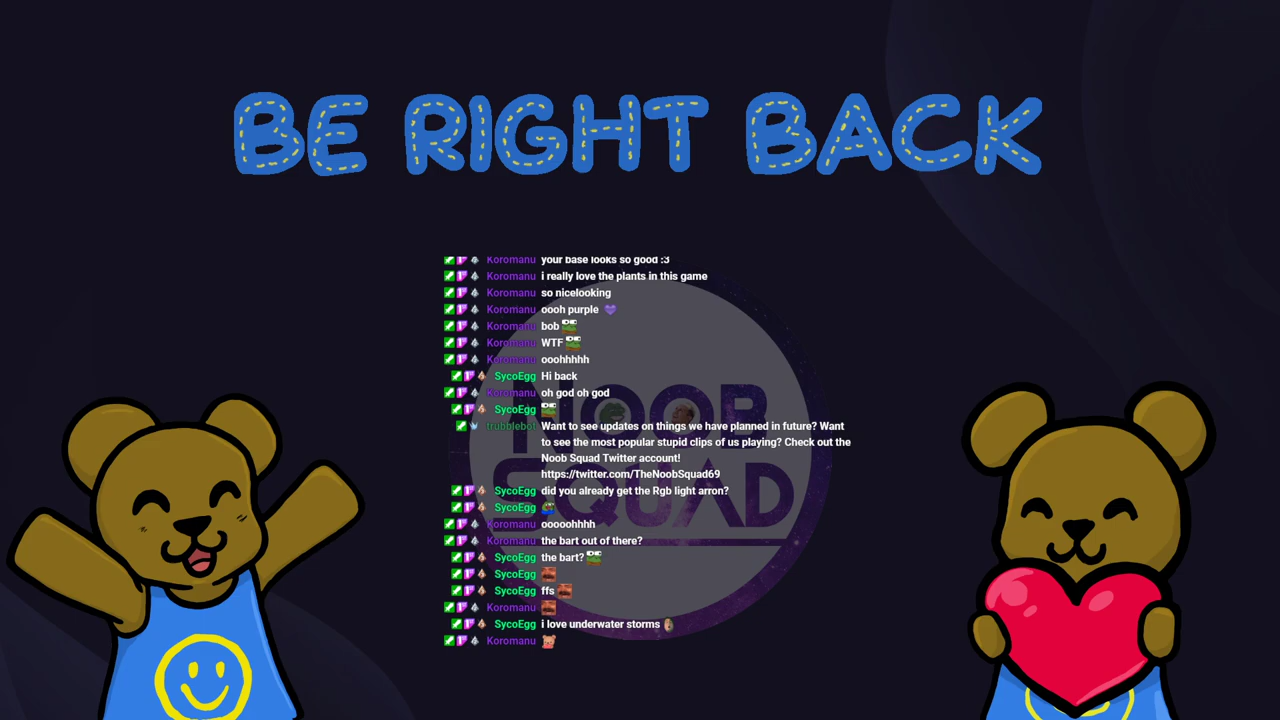 BE RIGHT BACK
Koromanu your base looks so good :3
Koromanu i really love the plants in this game
Koromanu so nicelooking
Koromanu oooh purple
Koromanu bob
Koromanu WTF
Koromanu ooohhhhh
SycoEgg Hi back
Koromanu oh god oh god
SycoEgg
trubblebot Want to see updates on things we have planned in future? Want
to see the most popular stupid clips of us playing? Check out the
Noob Squad Twitter account!
https://twitter.com/TheNoobSquad69
SycoEgg did you already get the Rgb light arron?
SycoEgg
Koromanu ooooohhhh
Koromanu the bart out of there?
SycoEgg the bart?
SycoEgg
SycoEgg ffs
Koromanu
SycoEgg i love underwater storms
Koromanu
NOOB
SQUAD